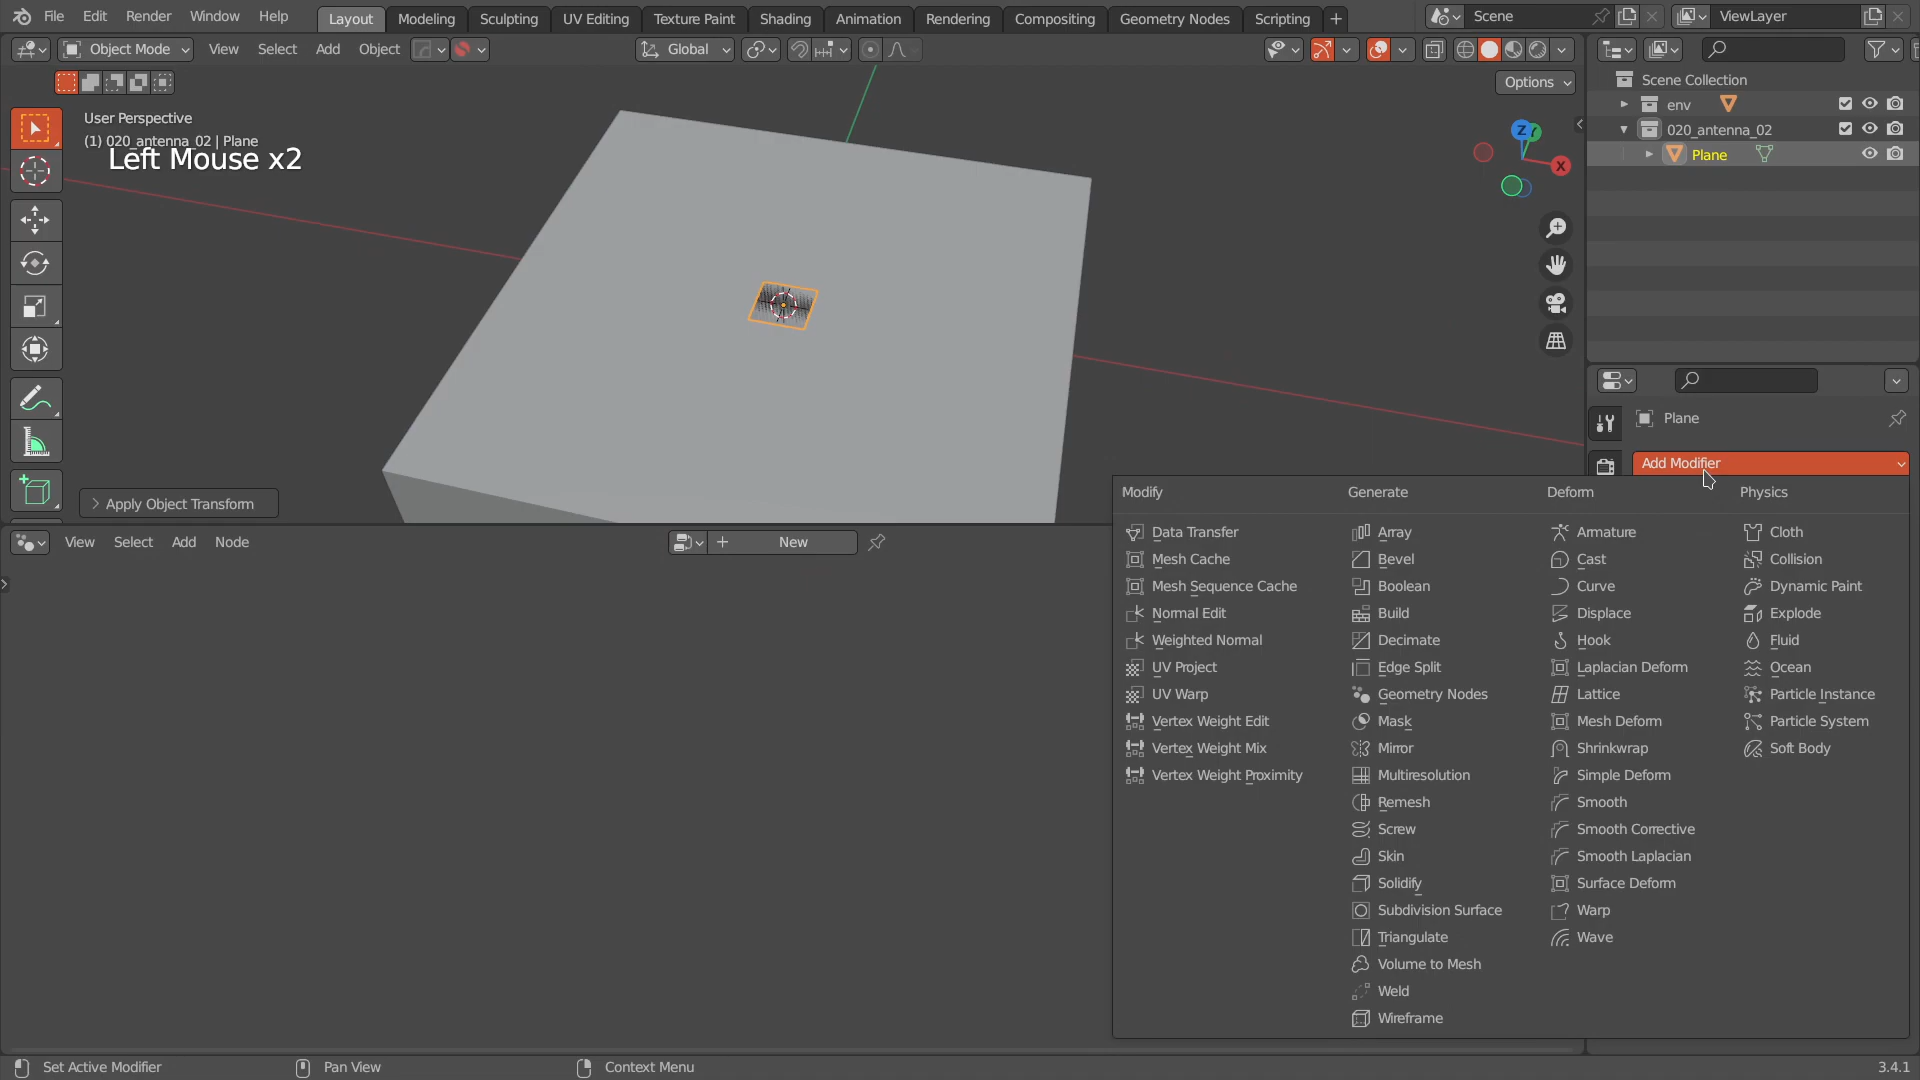 File Edit Render Window Help
Layout Modeling Sculpting UV Editing Texture Paint Shading Animation Rendering Compositing Geometry Nodes Scripting +
Scene ViewLayer
Object Mode View Select Add Object Global
Options
User Perspective
(1) 020_antenna_02 | Plane
Left Mouse x2
Z Y X
Scene Collection
env
020_antenna_02
Plane
Plane
Add Modifier
Apply Object Transform
View Select Add Node New
Modify Generate Deform Physics
Data Transfer Array Armature Cloth
Mesh Cache Bevel Cast Collision
Mesh Sequence Cache Boolean Curve Dynamic Paint
Normal Edit Build Displace Explode
Weighted Normal Decimate Hook Fluid
UV Project Edge Split Laplacian Deform Ocean
UV Warp Geometry Nodes Lattice Particle Instance
Vertex Weight Edit Mask Mesh Deform Particle System
Vertex Weight Mix Mirror Shrinkwrap Soft Body
Vertex Weight Proximity Multiresolution Simple Deform
Remesh Smooth
Screw Smooth Corrective
Skin Smooth Laplacian
Solidify Surface Deform
Subdivision Surface Warp
Triangulate Wave
Volume to Mesh
Weld
Wireframe
Set Active Modifier Pan View Context Menu 3.4.1